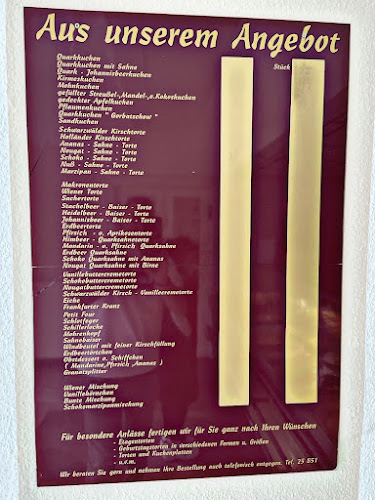 Aus unserem Angebot
Stück
Quarkkuchen
Quarkkuchen mit Sahne
Quark - Johannisbeerkuchen
Kirmeskuchen
Mohnkuchen
gefüllter Streußel-,Mandel-,o.Kokoskuchen
gedeckter Apfelkuchen
Pflaumenkuchen
Quarkkuchen " Gorbatschow "
Sandkuchen
Schwarzwälder Kirschtorte
Holländer Kirschtorte
Ananas - Sahne - Torte
Nougat - Sahne - Torte
Schoko - Sahne - Torte
Nuß - Sahne - Torte
Marzipan - Sahne - Torte
Makronentorte
Wiener Torte
Sachertorte
Stachelbeer - Baiser - Torte
Heidelbeer - Baiser - Torte
Johannisbeer - Baiser - Torte
Erdbeertorte
Pfirsich - o. Aprikosentorte
Himbeer - Quarksahnetorte
Mandarin - o. Pfirsich Quarksahne
Erdbeer Quarksahne
Schoko Quarksahne mit Ananas
Nougat Quarksahne mit Birne
Vanillebuttercremetorte
Schokobuttercremetorte
Nougatbuttercremetorte
Schwarzwälder Kirsch - Vanillecremetorte
Eiche
Frankfurter Kranz
Petit Four
Schlotfeger
Schillerlocke
Mohrenkopf
Sahnebaiser
Windbeutel mit feiner Kirschfüllung
Erdbeertörtchen
Obstdessert o. Schiffchen
( Mandarine,Pfirsich ,Ananas )
Granatsplitter
Wiener Mischung
Vanillehörnchen
Bunte Mischung
Schokomarzipanmischung
Für besondere Anlässe fertigen wir für Sie ganz nach Ihren Wünschen
- Etagentorten
- Geburtstagstorten in verschiedenen Formen u. Größen
- Torten und Kuchenplatten
- u.v.m.
Wir beraten Sie gern und nehmen Ihre Bestellung auch telefonisch entgegen. Tel. 25 851